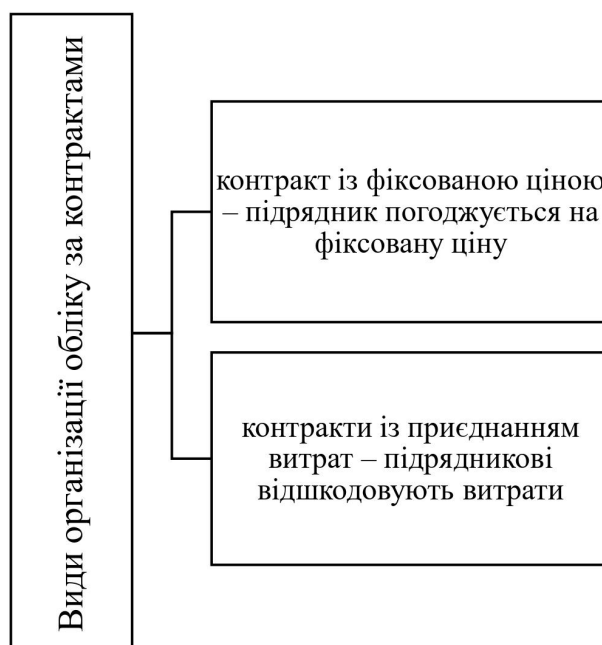 Види організації обліку за контрактами
контракт із фіксованою ціною
– підрядник погоджується на
фіксовану ціну
контракти із приєднанням
витрат – підрядникові
відшкодовують витрати